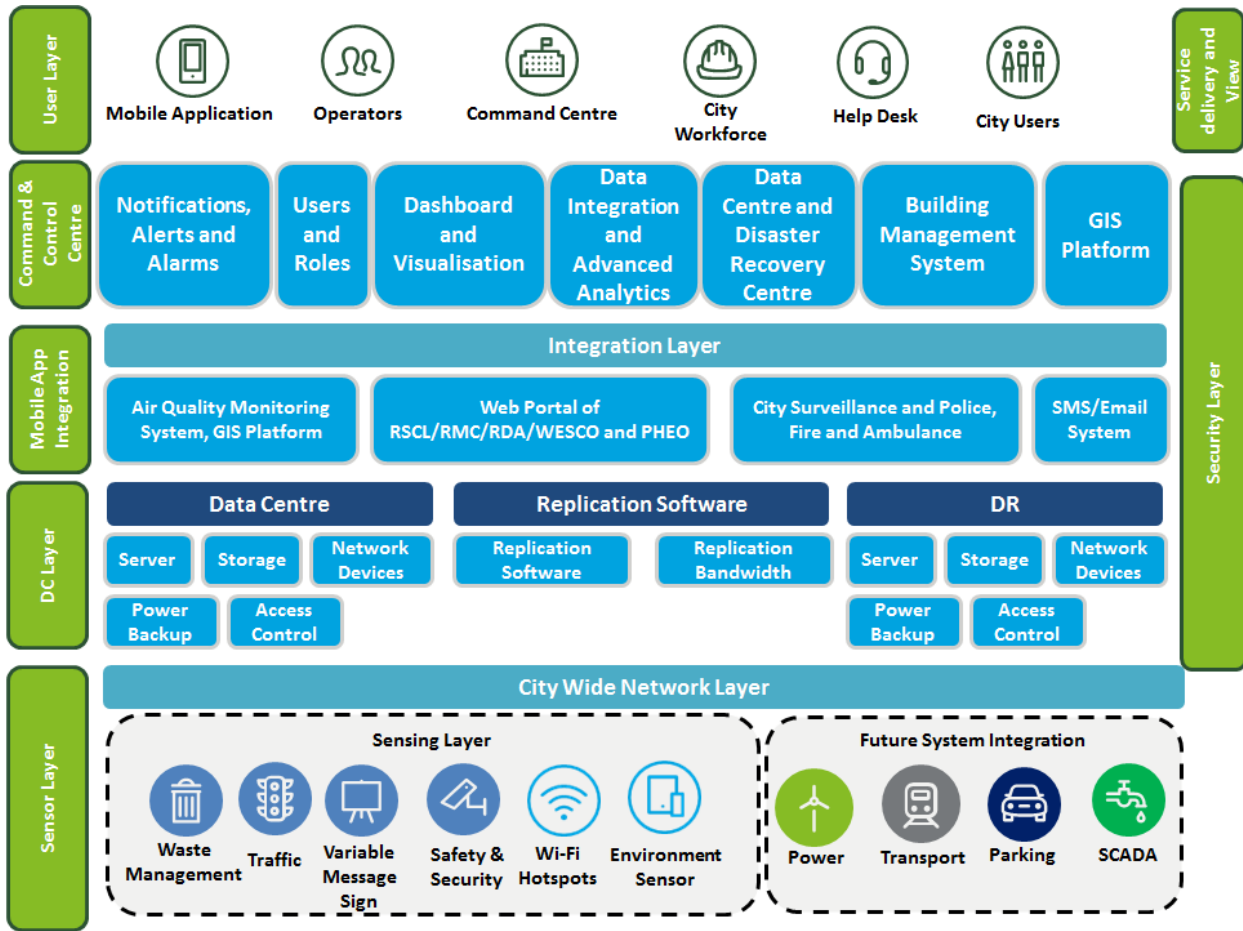 User Layer
Mobile Application
Operators
Command Centre
City
Workforce
Help Desk
City Users
Service
delivery and
View
Command &
Control
Centre
Notifications,
Alerts and
Alarms
Users
and
Roles
Dashboard
and
Visualisation
Data
Integration
and
Advanced
Analytics
Data
Centre and
Disaster
Recovery
Centre
Building
Management
System
GIS
Platform
Security Layer
Mobile App
Integration
Integration Layer
Air Quality Monitoring
System, GIS Platform
Web Portal of
RSCL/RMC/RDA/WESCO and PHEO
City Surveillance and Police,
Fire and Ambulance
SMS/Email
System
DC Layer
Data Centre
Replication Software
DR
Server
Storage
Network
Devices
Replication
Software
Replication
Bandwidth
Server
Storage
Network
Devices
Power
Backup
Access
Control
Power
Backup
Access
Control
Sensor Layer
City Wide Network Layer
Sensing Layer
Waste
Management
Traffic
Variable
Message
Sign
Safety &
Security
Wi-Fi
Hotspots
Environment
Sensor
Future System Integration
Power
Transport
Parking
SCADA